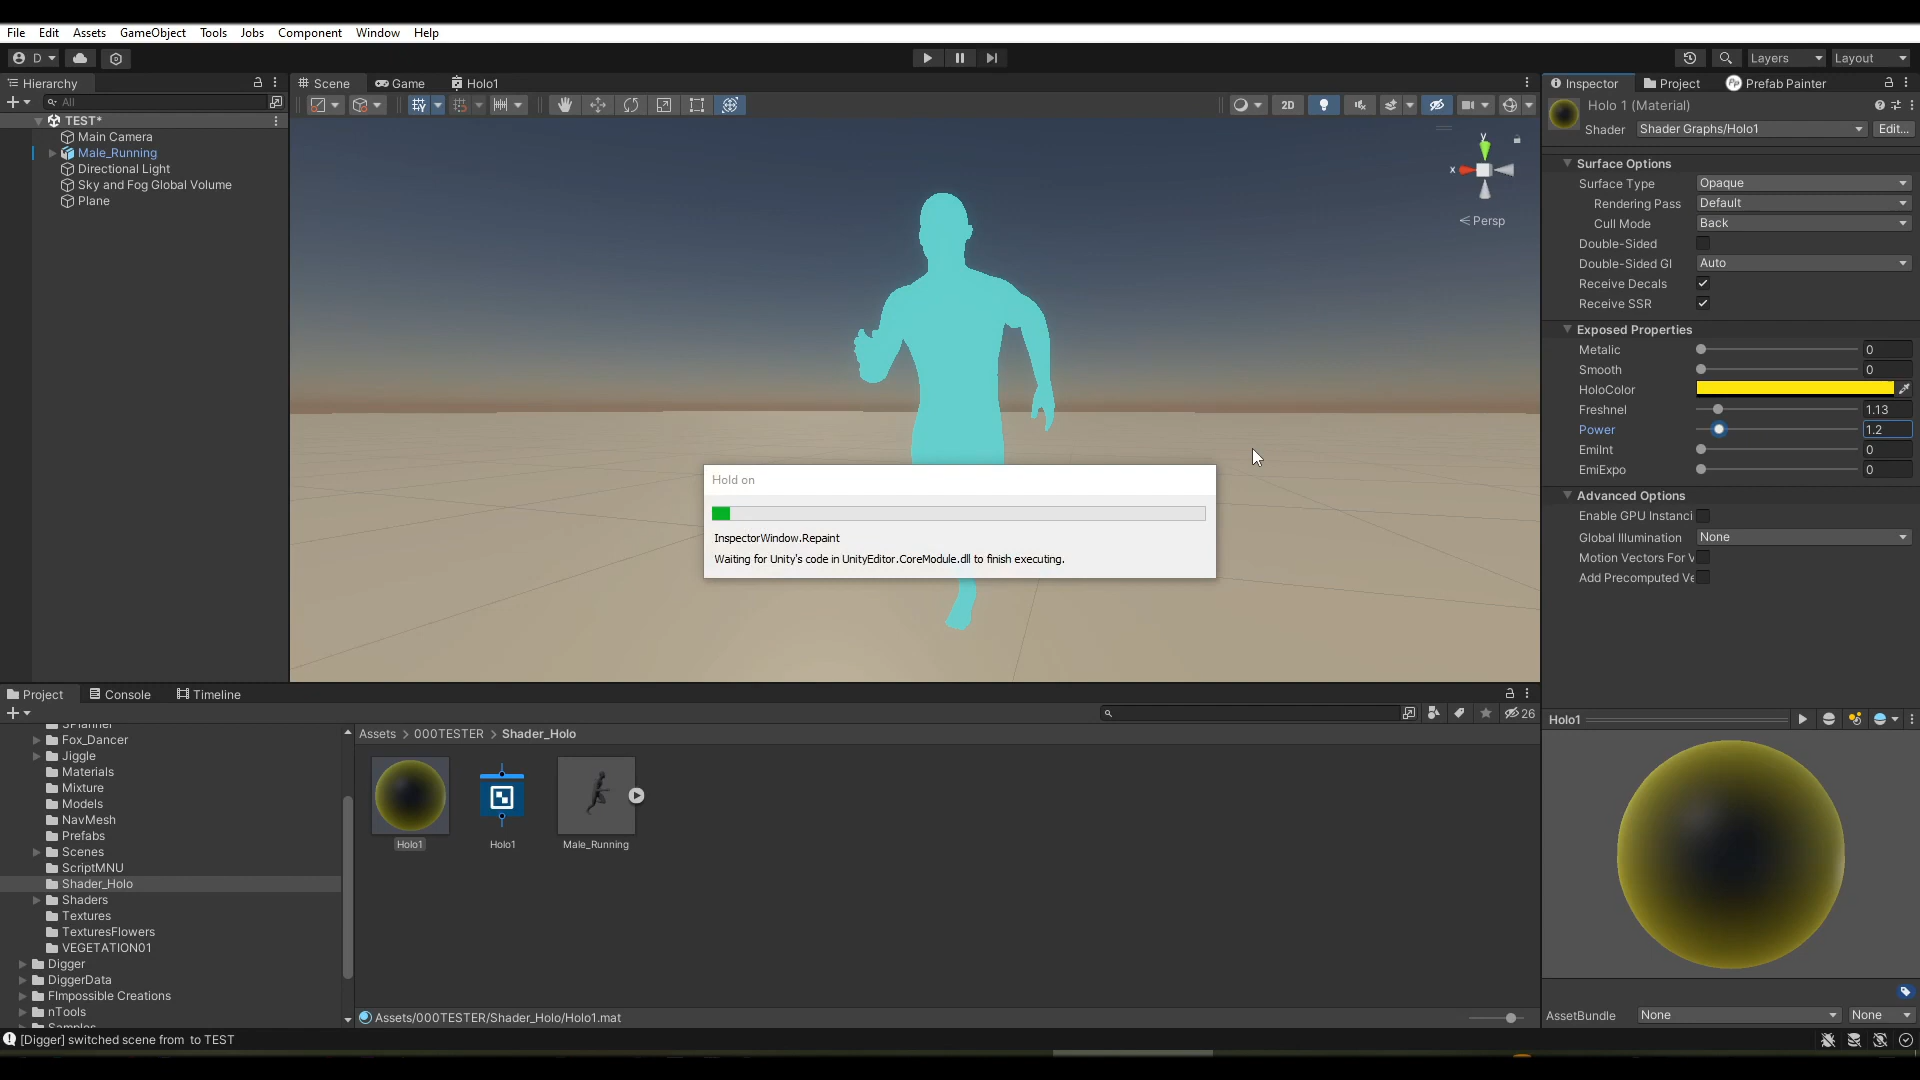 File Edit Assets GameObject Tools Jobs Component Window Help
D Layers Layout
Hierarchy
All
TEST*
Main Camera
Male_Running
Directional Light
Sky and Fog Global Volume
Plane
Scene Game Holo1
2D
y
x
Persp
Hold on
InspectorWindow.Repaint
Waiting for Unity's code in UnityEditor.CoreModule.dll to finish executing.
Inspector Project Prefab Painter
Holo 1 (Material)
Shader Shader Graphs/Holo1 Edit...
Surface Options
Surface Type Opaque
Rendering Pass Default
Cull Mode Back
Double-Sided
Double-Sided GI Auto
Receive Decals
Receive SSR
Exposed Properties
Metalic 0
Smooth 0
HoloColor
Freshnel 1.13
Power 1.2
EmiInt 0
EmiExpo 0
Advanced Options
Enable GPU Instanci
Global Illumination None
Motion Vectors For V
Add Precomputed Ve
Holo1
AssetBundle None None
Project Console Timeline
26
SPlanner
Fox_Dancer
Jiggle
Materials
Mixture
Models
NavMesh
Prefabs
Scenes
ScriptMNU
Shader_Holo
Shaders
Textures
TexturesFlowers
VEGETATION01
Digger
DiggerData
FImpossible Creations
nTools
Samples
Assets > 000TESTER > Shader_Holo
Holo1 Holo1 Male_Running
Assets/000TESTER/Shader_Holo/Holo1.mat
[Digger] switched scene from to TEST